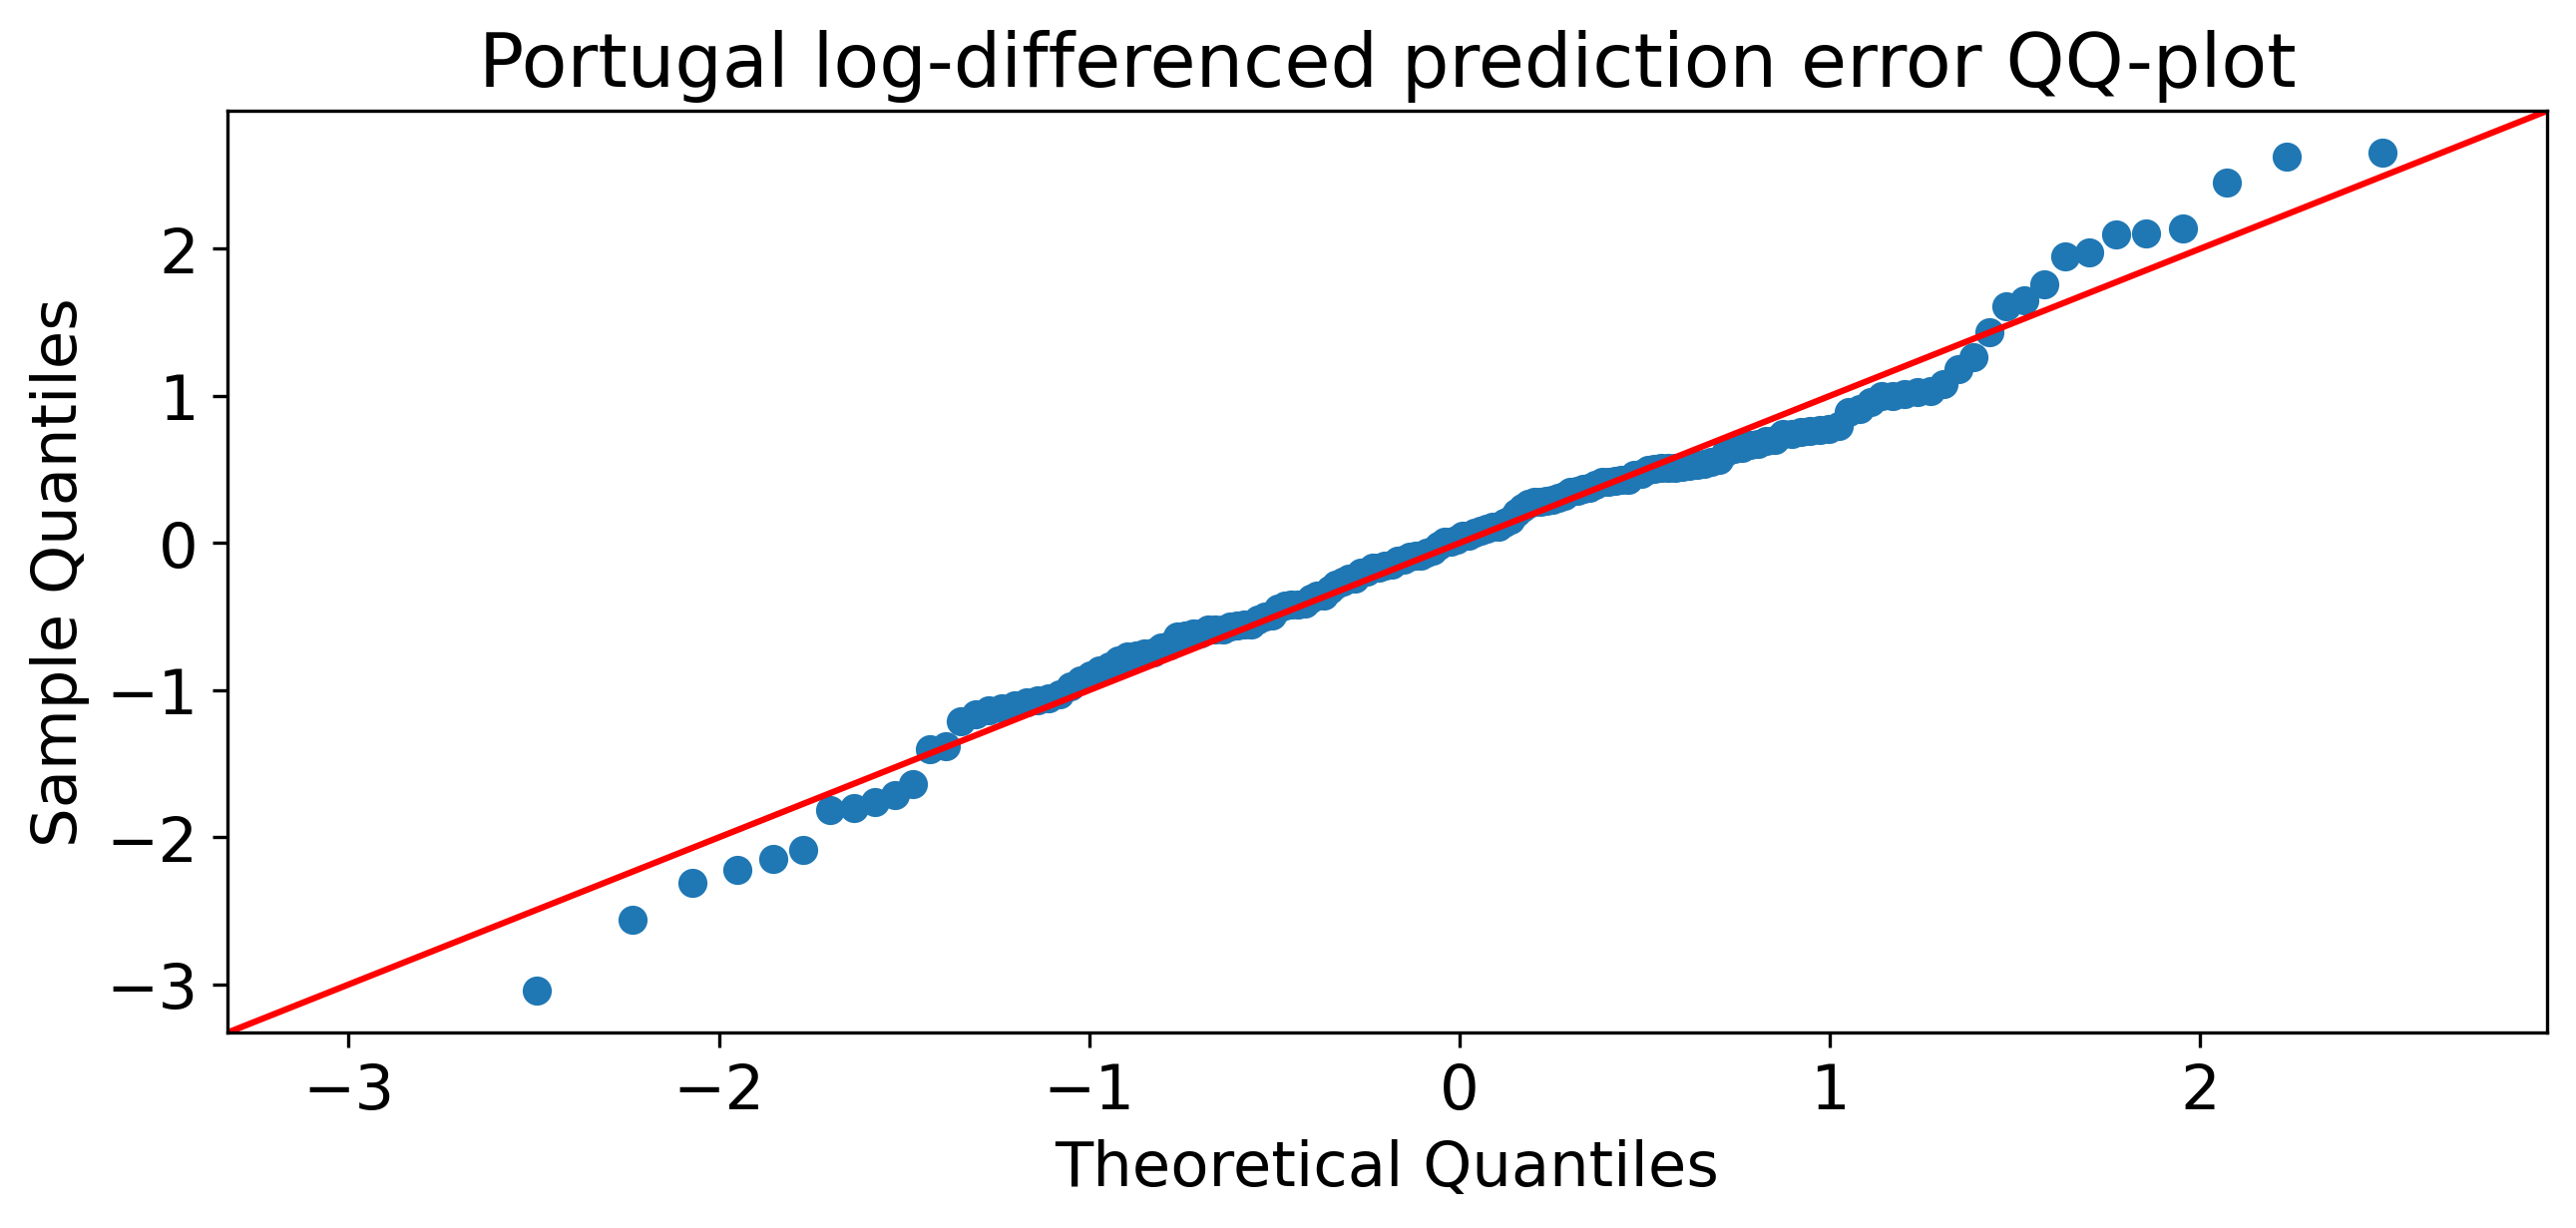 Portugal log-differenced prediction error QQ-plot
2
1
0
−1
−2
−3
Sample Quantiles
−3 −2 −1 0 1 2
Theoretical Quantiles